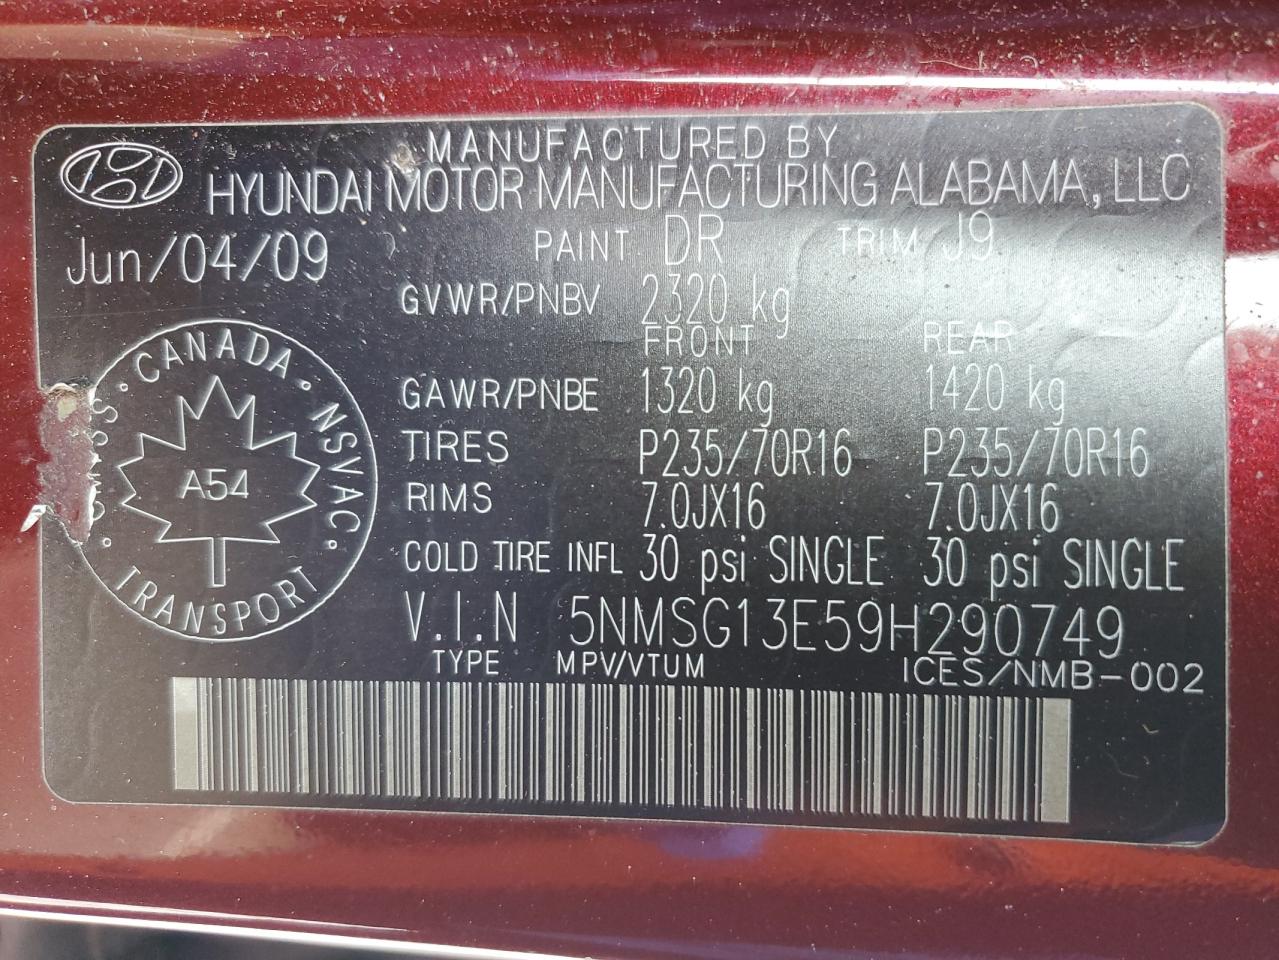 MANUFACTURED BY
HYUNDAI MOTOR MANUFACTURING ALABAMA, LLC
Jun/04/09 PAINT DR TRIM J9
GVWR/PNBV 2320 kg
FRONT REAR
GAWR/PNBE 1320 kg 1420 kg
TIRES P235/70R16 P235/70R16
RIMS 7.0JX16 7.0JX16
COLD TIRE INFL 30 psi SINGLE 30 psi SINGLE
V.I.N 5NMSG13E59H290749
TYPE MPV/VTUM ICES/NMB-002
· CANADA · NSVAC ·
TRANSPORT ·
A54